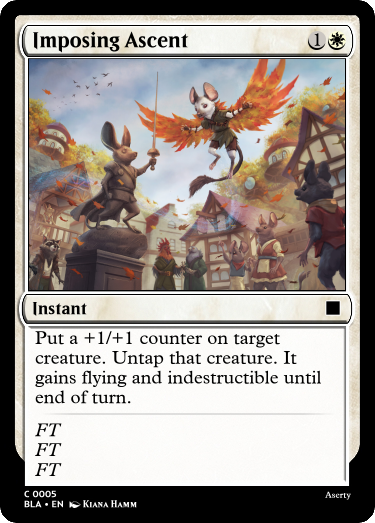 Imposing Ascent 1
Instant
Put a +1/+1 counter on target
creature. Untap that creature. It
gains flying and indestructible until
end of turn.
FT
FT
FT
C 0005
BLA • EN Kiana Hamm
Aserty